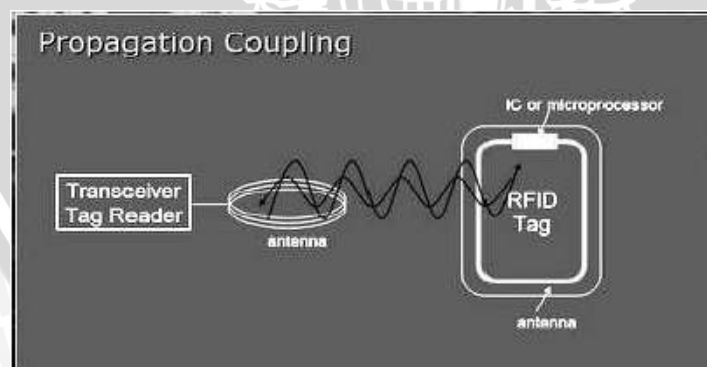 Propagation Coupling
IC or microprocessor
Transceiver
Tag Reader
RFID
Tag
antenna
antenna